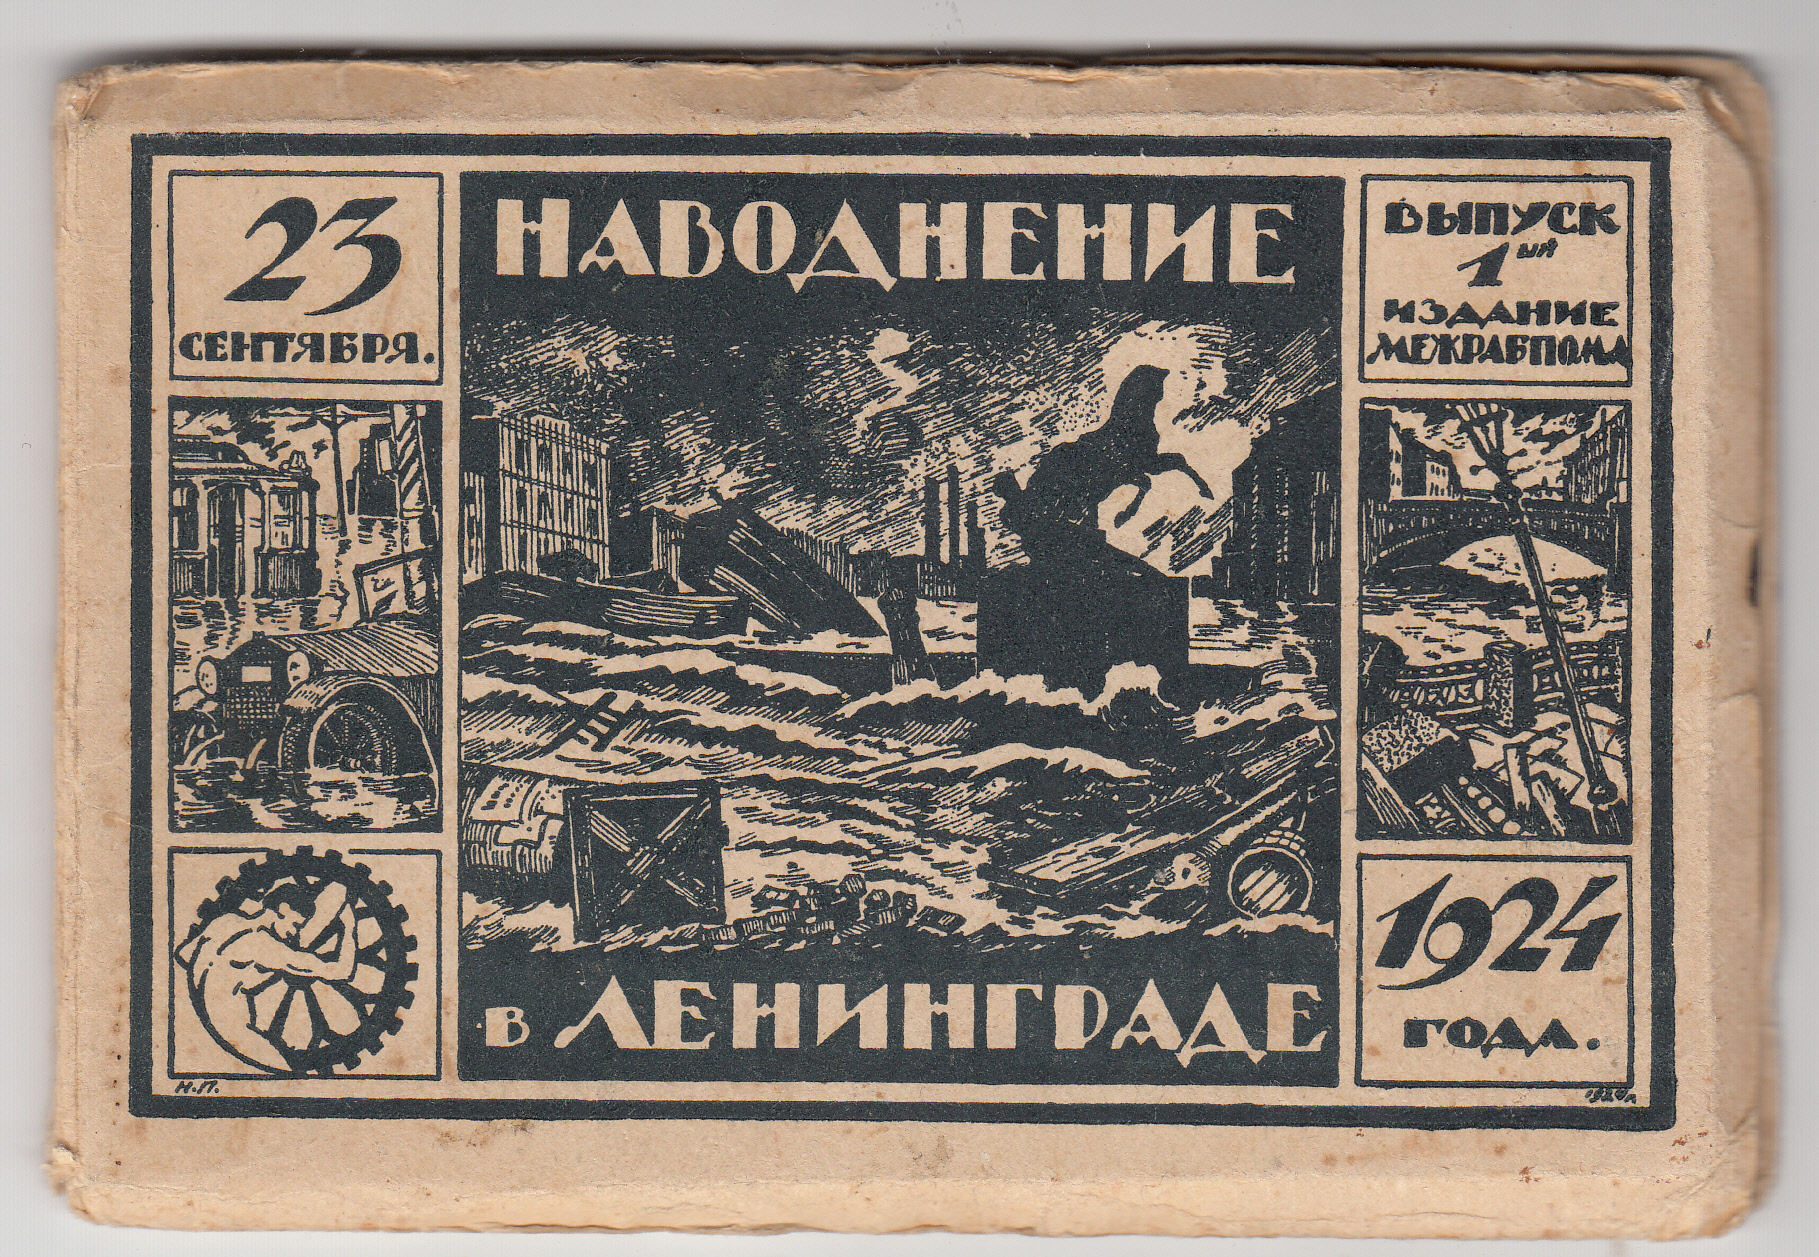 23
СЕНТЯБРЯ.
НАВОДНЕНИЕ
В ЛЕНИНГРАДЕ
ВЫПУСК
1ЫЙ
ИЗДАНИЕ
МЕЖРАБПОМА
1924
ГОДА.
Н.П.